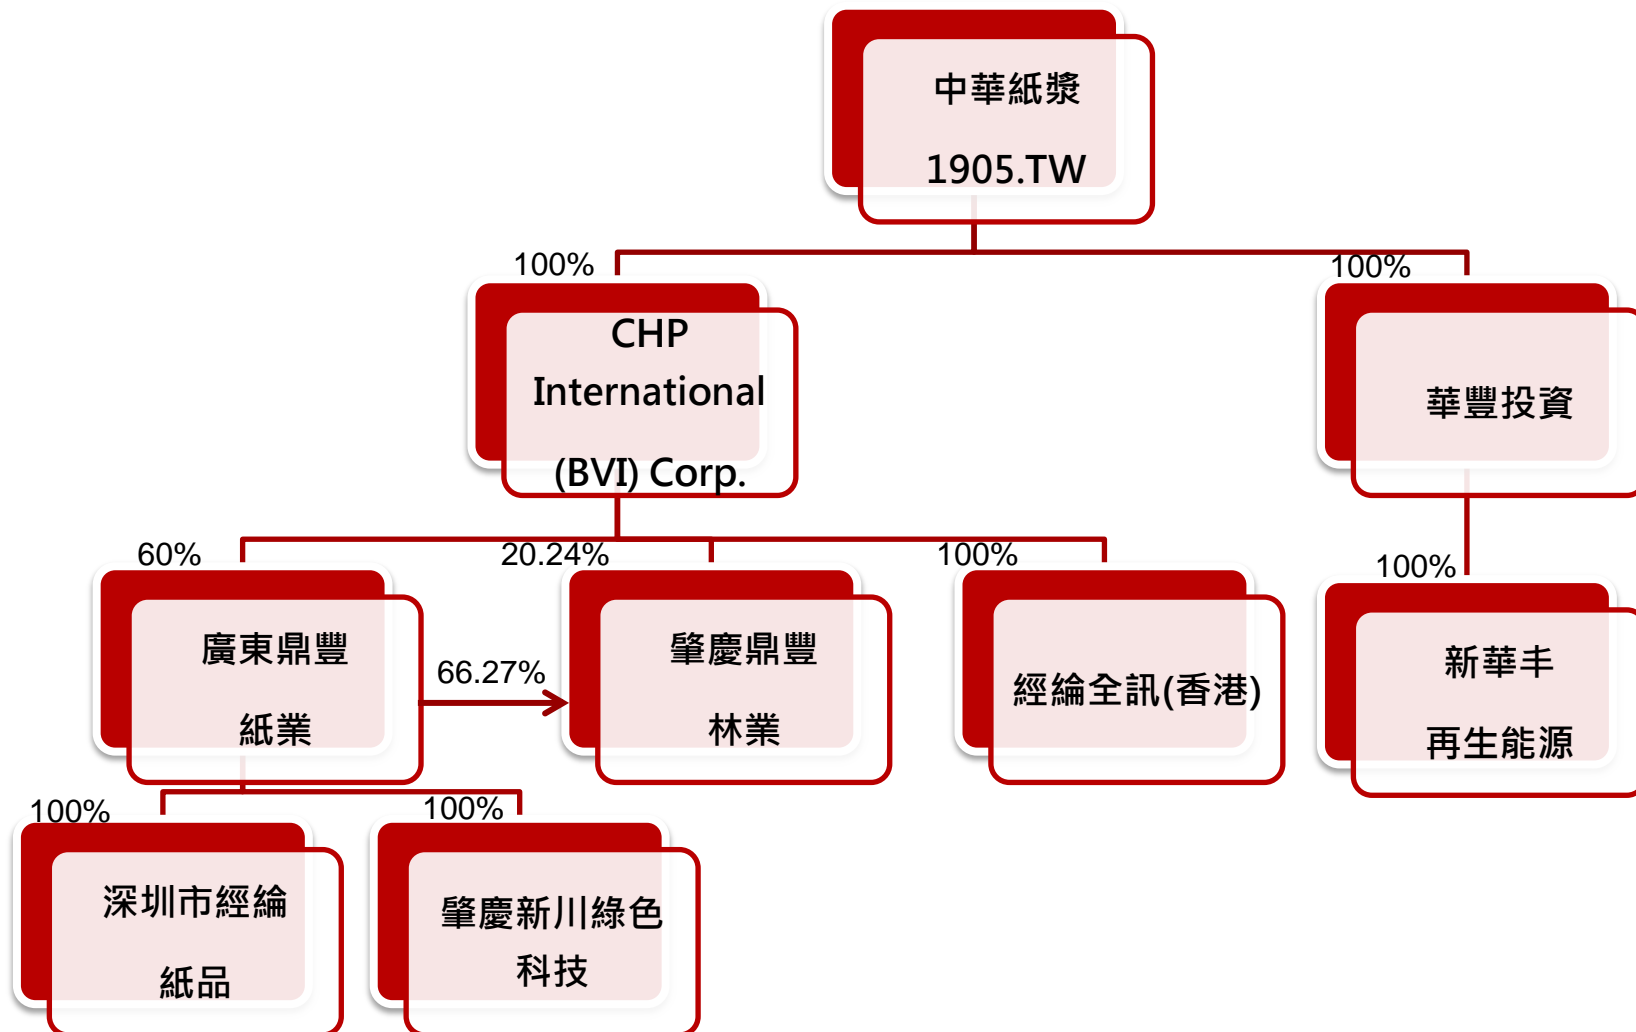 中華紙漿
1905.TW
100%
100%
CHP
International
(BVI) Corp.
華豐投資
60%
20.24%
100%
100%
廣東鼎豐
紙業
66.27%
肇慶鼎豐
林業
經綸全訊(香港)
新華丰
再生能源
100%
100%
深圳市經綸
紙品
肇慶新川綠色
科技